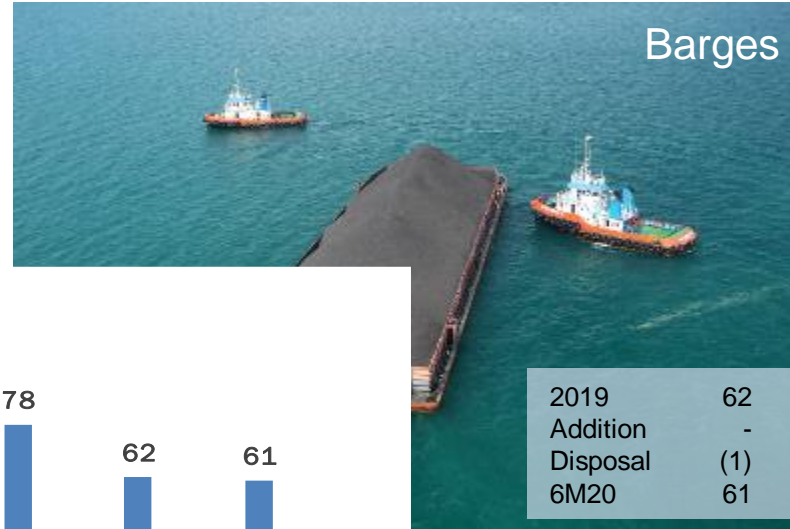 Barges
78
62
61
2019 62
Addition -
Disposal (1)
6M20 61